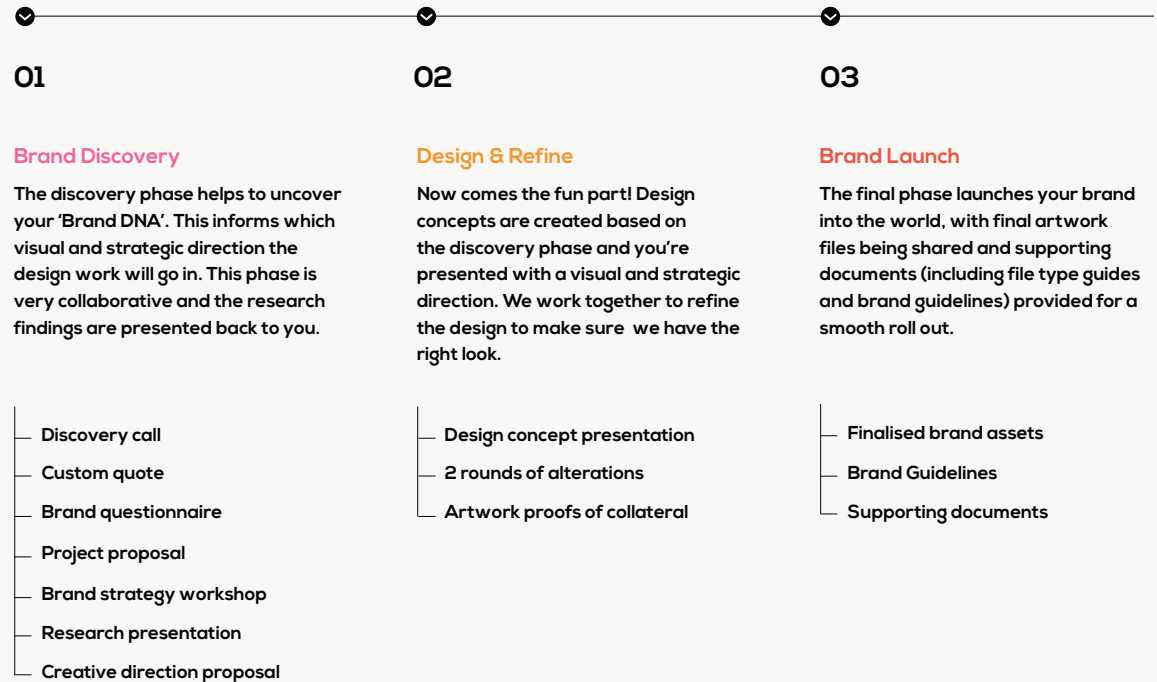 01
Brand Discovery
The discovery phase helps to uncover
your ‘Brand DNA’. This informs which
visual and strategic direction the
design work will go in. This phase is
very collaborative and the research
findings are presented back to you.
Discovery call
Custom quote
Brand questionnaire
Project proposal
Brand strategy workshop
Research presentation
Creative direction proposal
02
Design & Refine
Now comes the fun part! Design
concepts are created based on
the discovery phase and you’re
presented with a visual and strategic
direction. We work together to refine
the design to make sure  we have the
right look.
Design concept presentation
2 rounds of alterations
Artwork proofs of collateral
03
Brand Launch
The final phase launches your brand
into the world, with final artwork
files being shared and supporting
documents (including file type guides
and brand guidelines) provided for a
smooth roll out.
Finalised brand assets
Brand Guidelines
Supporting documents